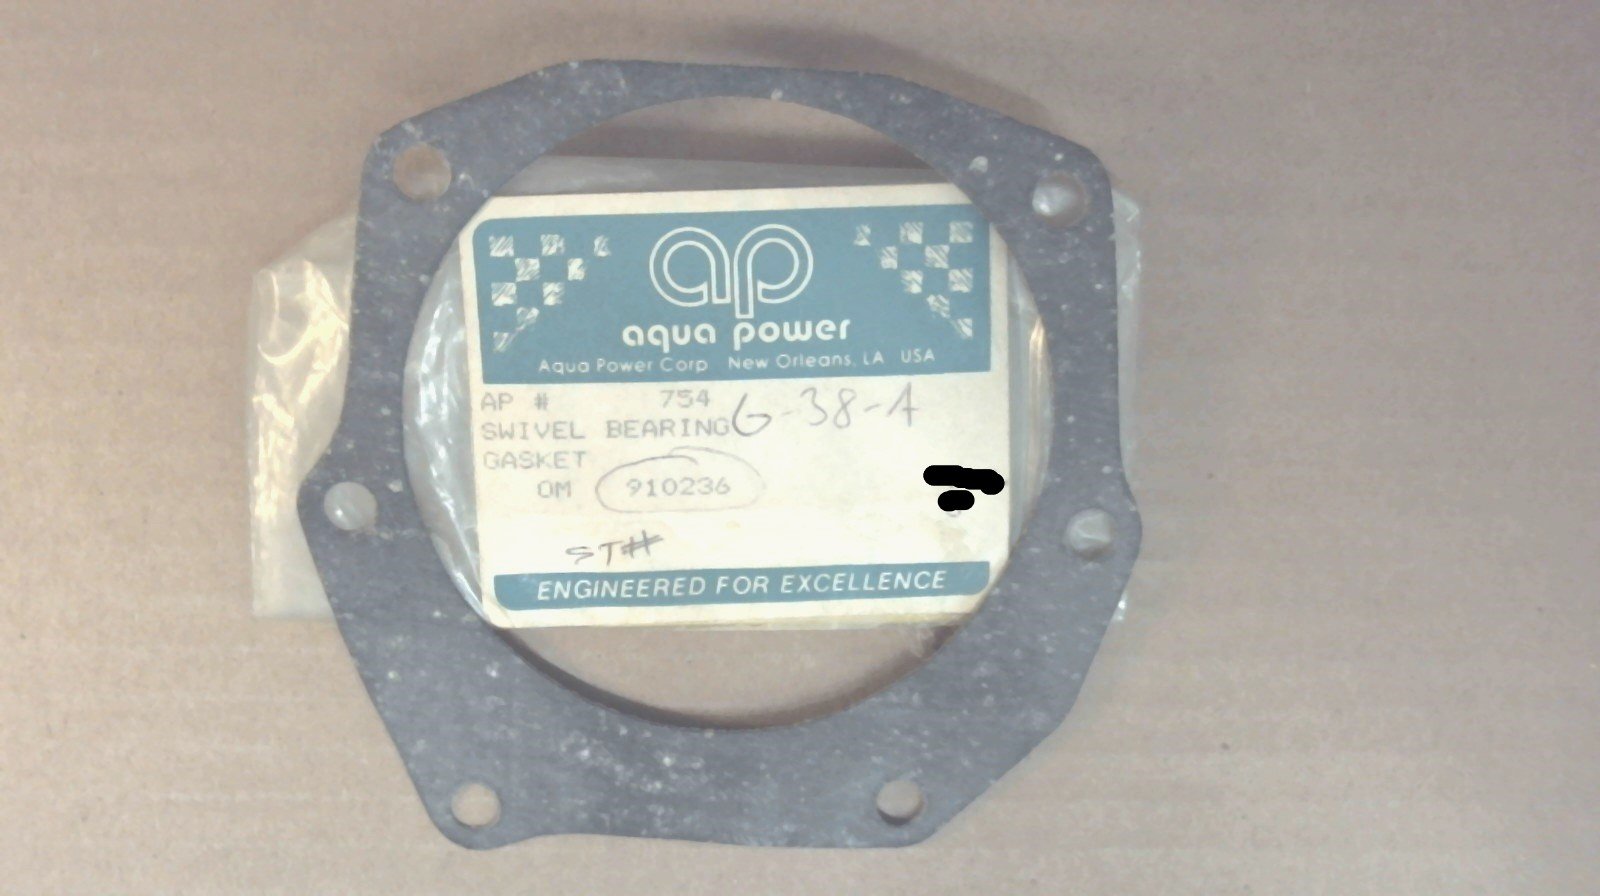 ap
aqua power
Aqua Power Corp New Orleans, LA USA
AP # 754
SWIVEL BEARING G-38-A
GASKET
OM 910236
ST#
ENGINEERED FOR EXCELLENCE